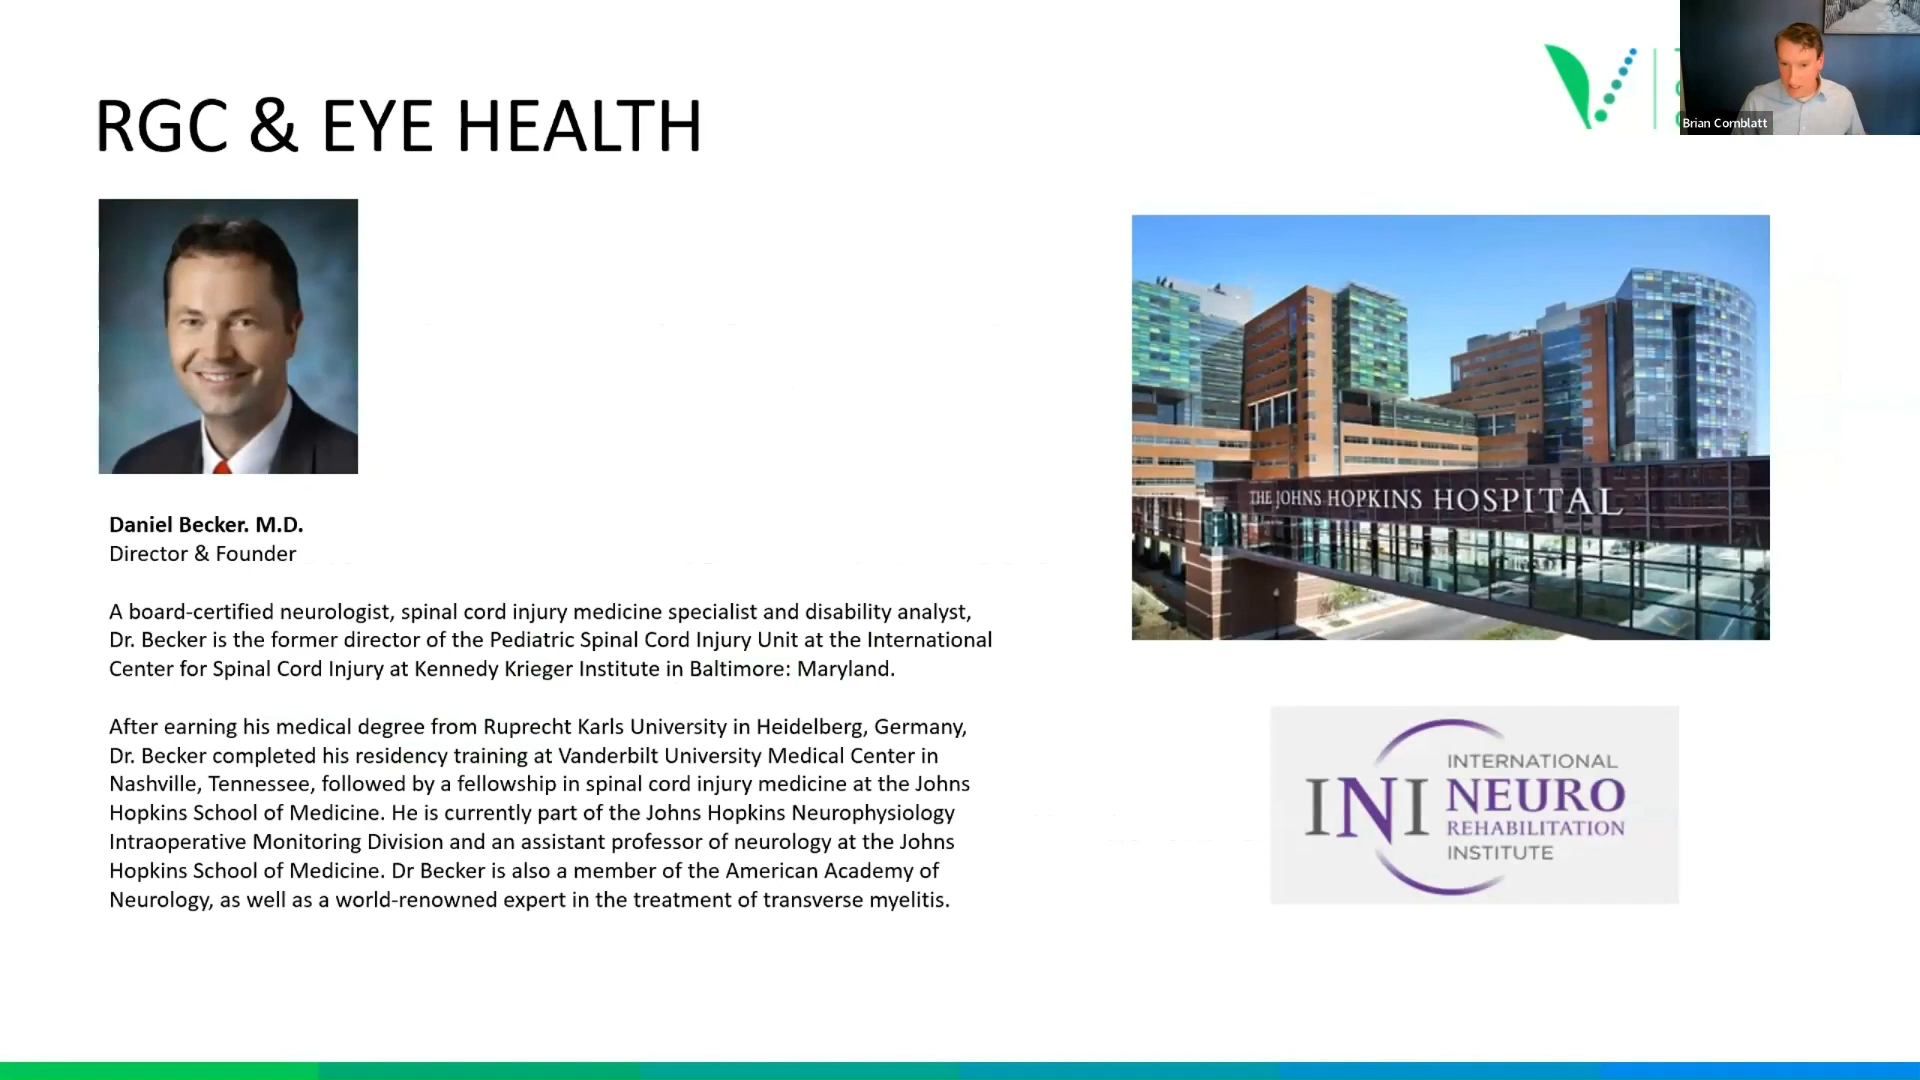 RGC & EYE HEALTH
Brian Cornblatt
Daniel Becker. M.D.
Director & Founder
A board-certified neurologist, spinal cord injury medicine specialist and disability analyst,
Dr. Becker is the former director of the Pediatric Spinal Cord Injury Unit at the International
Center for Spinal Cord Injury at Kennedy Krieger Institute in Baltimore: Maryland.
After earning his medical degree from Ruprecht Karls University in Heidelberg, Germany,
Dr. Becker completed his residency training at Vanderbilt University Medical Center in
Nashville, Tennessee, followed by a fellowship in spinal cord injury medicine at the Johns
Hopkins School of Medicine. He is currently part of the Johns Hopkins Neurophysiology
Intraoperative Monitoring Division and an assistant professor of neurology at the Johns
Hopkins School of Medicine. Dr Becker is also a member of the American Academy of
Neurology, as well as a world-renowned expert in the treatment of transverse myelitis.
THE JOHNS HOPKINS HOSPITAL
INI
INTERNATIONAL
NEURO
REHABILITATION
INSTITUTE